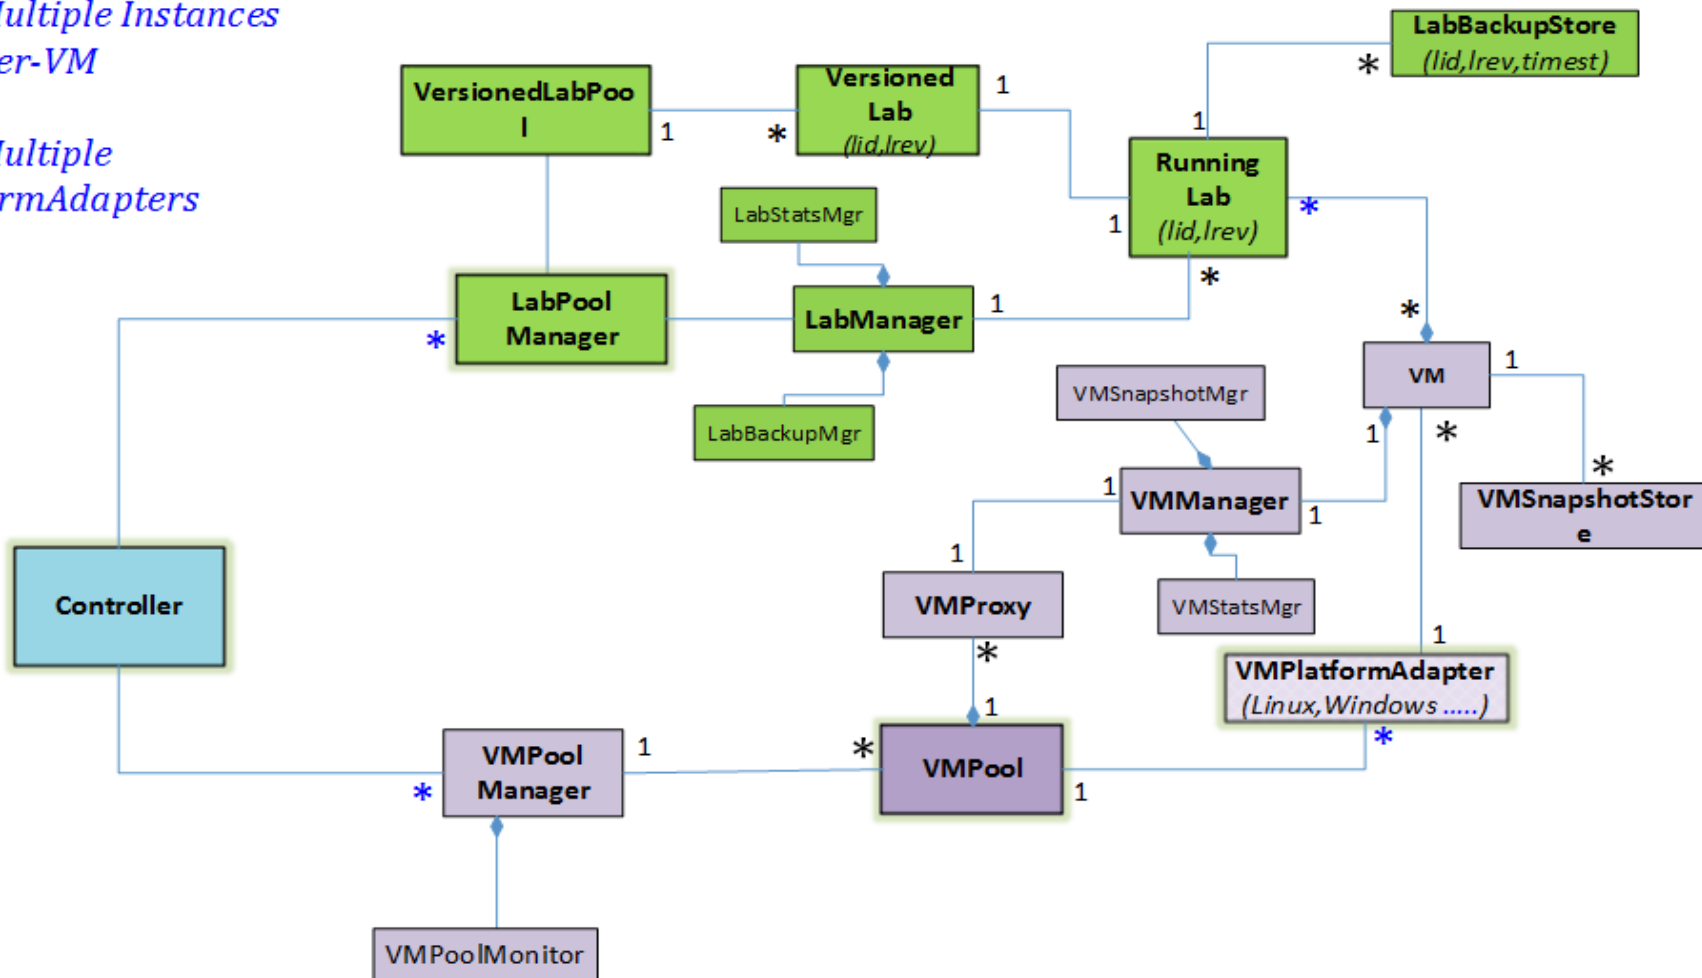 ultiple Instances
er-VM
ultiple
rmAdapters
LabBackupStore
(lid,lrev,timest)
*
1
VersionedLabPoo
l
1
*
Versioned
Lab
(lid,lrev)
1
Running
Lab
(lid,lrev)
1
*
*
LabStatsMgr
LabPool
Manager
*
LabManager
1
LabBackupMgr
*
VM
1
1
*
*
VMSnapshotStor
e
VMSnapshotMgr
1
VMManager
1
VMStatsMgr
1
VMProxy
*
1
Controller
1
VMPlatformAdapter
(Linux,Windows .....)
*
VMPool
Manager
1
*
*
VMPool
1
VMPoolMonitor